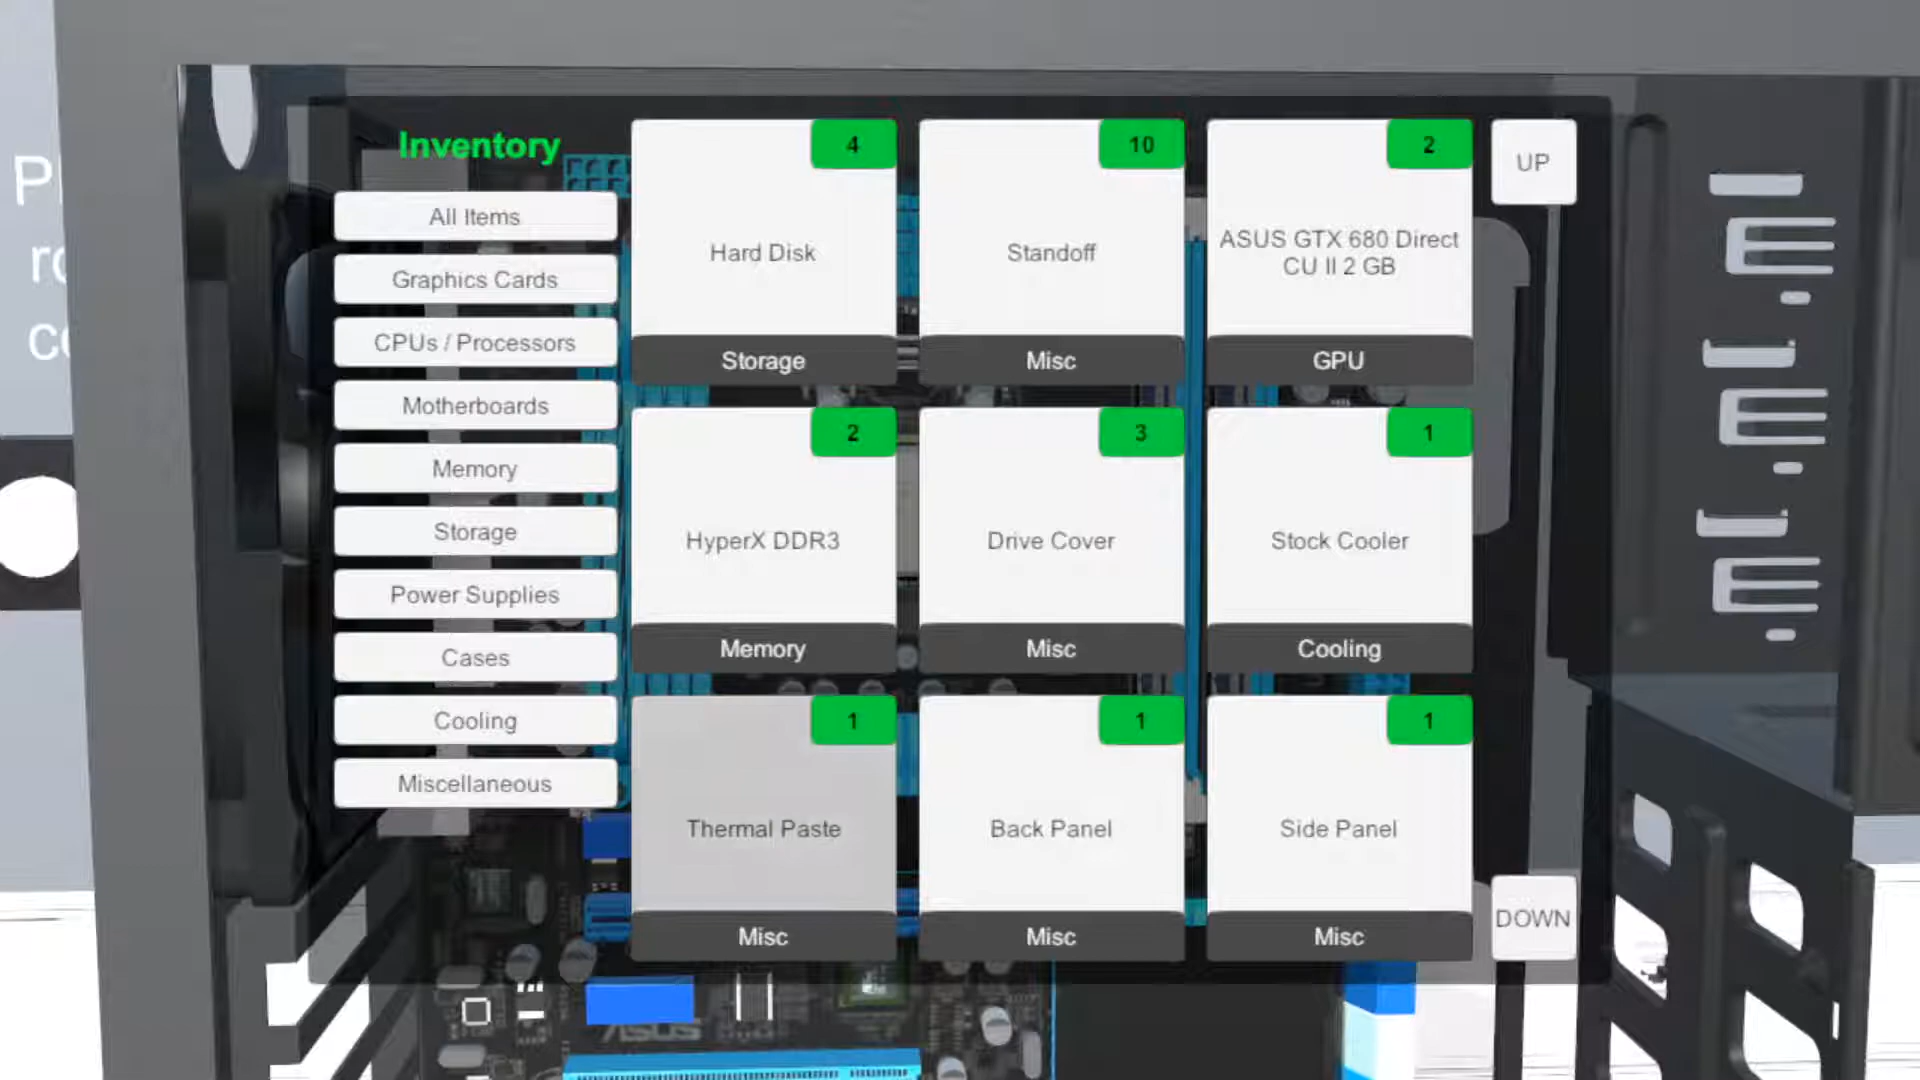 Inventory
All Items
Graphics Cards
CPUs / Processors
Motherboards
Memory
Storage
Power Supplies
Cases
Cooling
Miscellaneous
4
Hard Disk
Storage
10
Standoff
Misc
2
ASUS GTX 680 Direct
CU II 2 GB
GPU
2
HyperX DDR3
Memory
3
Drive Cover
Misc
1
Stock Cooler
Cooling
1
Thermal Paste
Misc
1
Back Panel
Misc
1
Side Panel
Misc
UP
DOWN
ASUS